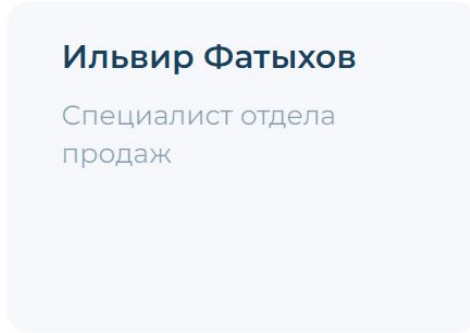 Ильвир Фатыхов
Специалист отдела
продаж